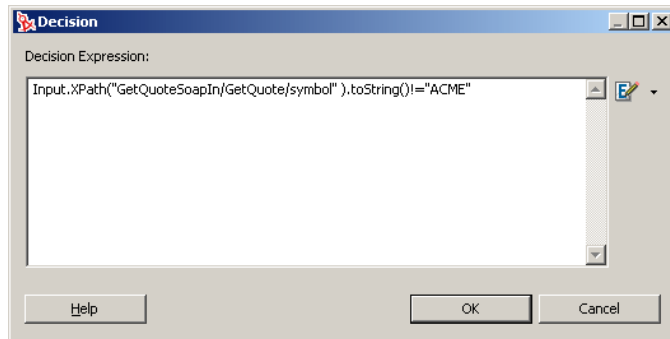 Decision
Decision Expression:
Input.XPath("GetQuoteSoapIn/GetQuote/symbol" ).toString()!="ACME"
Help
OK
Cancel